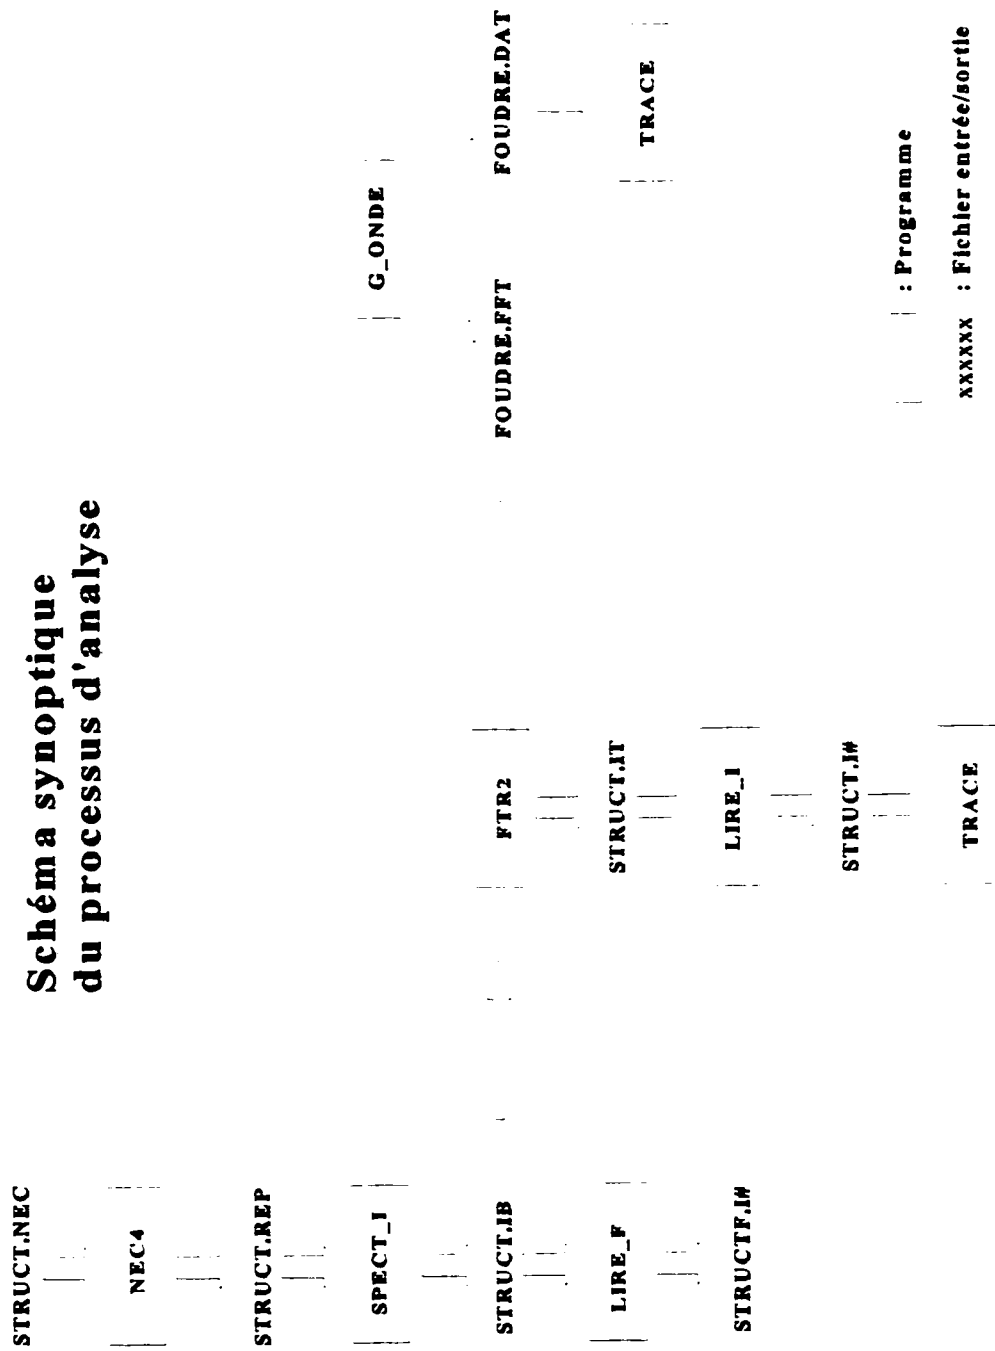 Schéma synoptique
du processus d'analyse
STRUCT.NEC
NEC4
STRUCT.REP
SPECT_I
STRUCT.IB
LIRE_F
STRUCTF.I#
FTR2
STRUCT.IT
LIRE_I
STRUCT.I#
TRACE
G_ONDE
FOUDRE.FFT
FOUDRE.DAT
TRACE
: Programme
XXXXXX : Fichier entrée/sortie